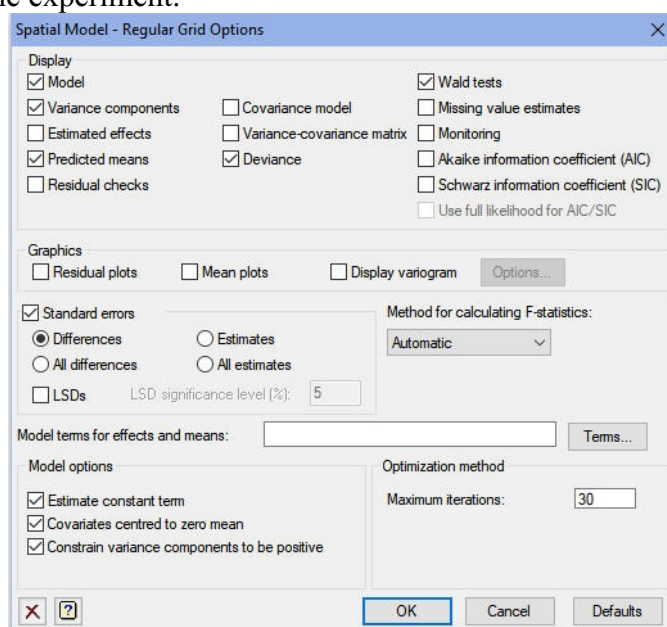 ne experiment.
Spatial Model - Regular Grid Options
Display
Model
Wald tests
Variance components
Covariance model
Missing value estimates
Estimated effects
Variance-covariance matrix
Monitoring
Predicted means
Deviance
Akaike information coefficient (AIC)
Residual checks
Schwarz information coefficient (SIC)
Use full likelihood for AIC/SIC
Graphics
Residual plots
Mean plots
Display variogram
Options...
Standard errors
Method for calculating F-statistics:
Differences
Estimates
Automatic
All differences
All estimates
LSDs
LSD significance level (%):
5
Model terms for effects and means:
Terms...
Model options
Optimization method
Estimate constant term
Maximum iterations:
30
Covariates centred to zero mean
Constrain variance components to be positive
OK
Cancel
Defaults